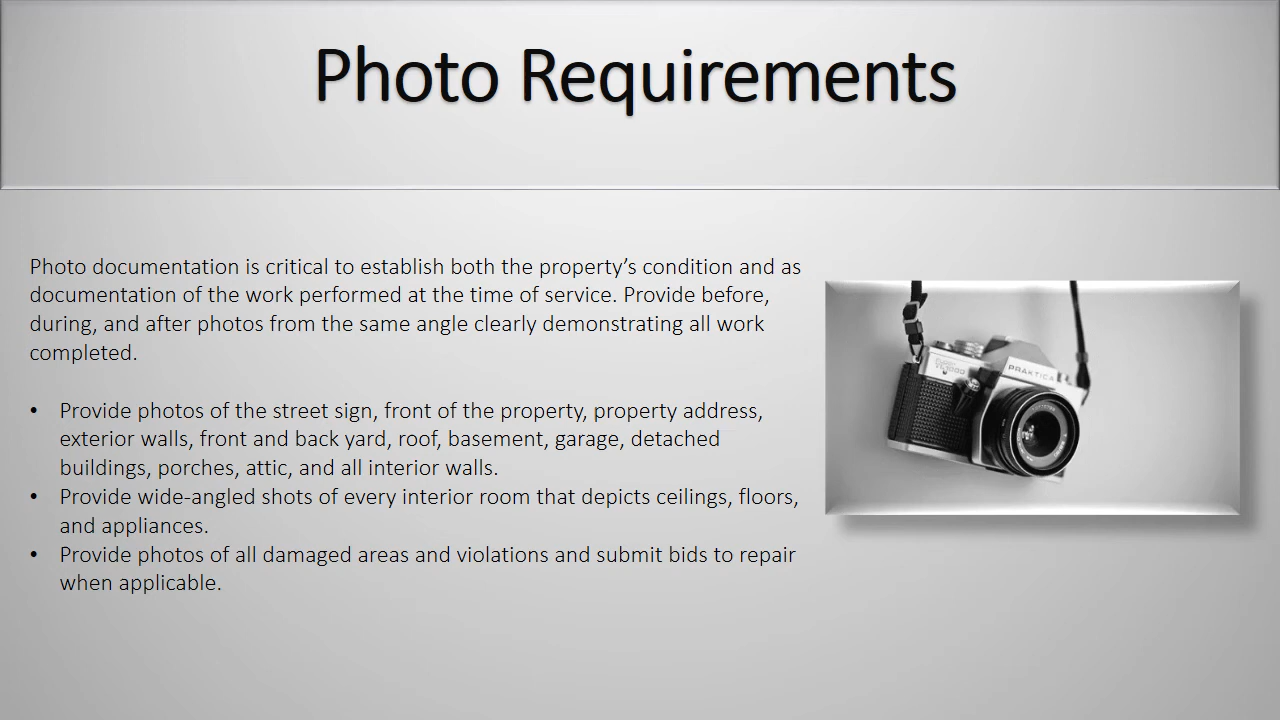 Photo Requirements
Photo documentation is critical to establish both the property’s condition and as
documentation of the work performed at the time of service. Provide before,
during, and after photos from the same angle clearly demonstrating all work
completed.
• Provide photos of the street sign, front of the property, property address,
exterior walls, front and back yard, roof, basement, garage, detached
buildings, porches, attic, and all interior walls.
• Provide wide-angled shots of every interior room that depicts ceilings, floors,
and appliances.
• Provide photos of all damaged areas and violations and submit bids to repair
when applicable.
PRAKTICA